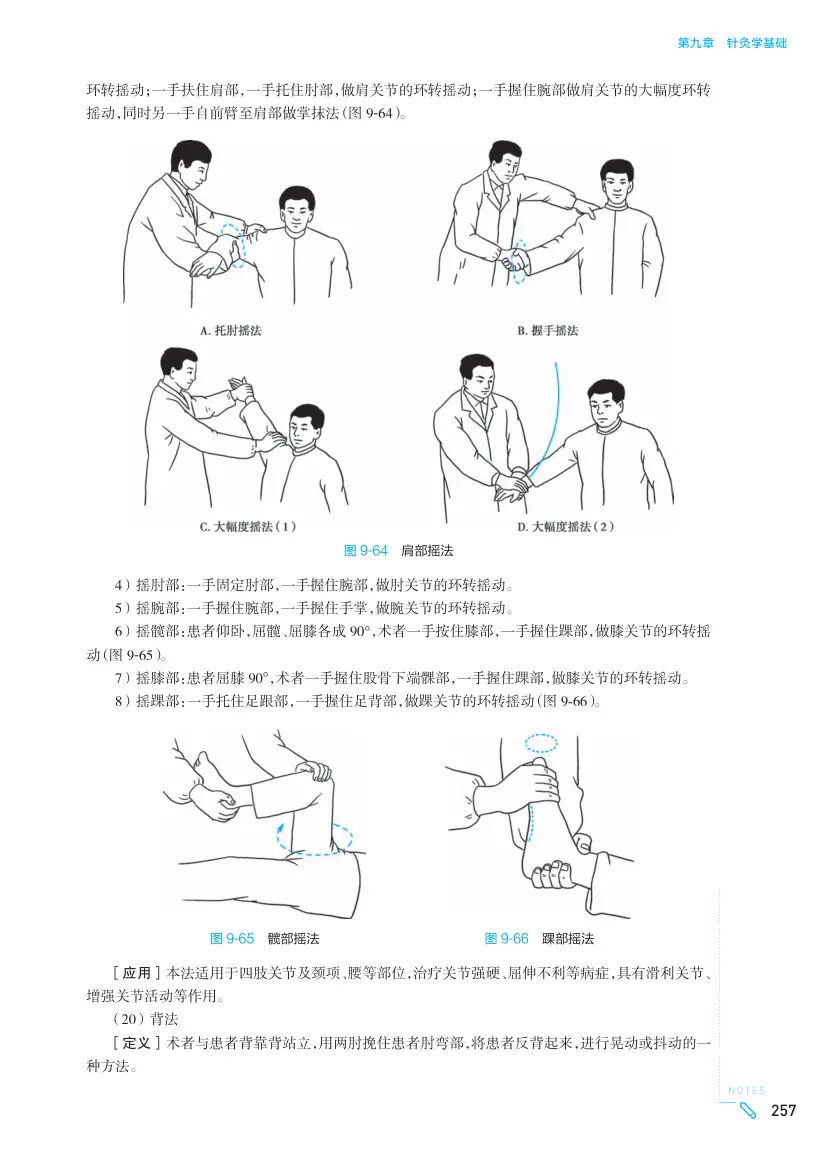 第九章 针灸学基础
环转摇动;一手扶住肩部,一手托住肘部,做肩关节的环转摇动;一手握住腕部做肩关节的大幅度环转
摇动,同时另一手自前臂至肩部做掌抹法(图 9-64)。
A. 托肘摇法
B. 握手摇法
C. 大幅度摇法(1)
D. 大幅度摇法(2)
图 9-64 肩部摇法
4)摇肘部:一手固定肘部,一手握住腕部,做肘关节的环转摇动。
5)摇腕部:一手握住腕部,一手握住手掌,做腕关节的环转摇动。
6)摇髋部:患者仰卧,屈髋、屈膝各成 90°,术者一手按住膝部,一手握住踝部,做膝关节的环转摇
动(图 9-65)。
7)摇膝部:患者屈膝 90°,术者一手握住股骨下端髁部,一手握住踝部,做膝关节的环转摇动。
8)摇踝部:一手托住足跟部,一手握住足背部,做踝关节的环转摇动(图 9-66)。
图 9-65 髋部摇法
图 9-66 踝部摇法
[应用]本法适用于四肢关节及颈项、腰等部位,治疗关节强硬、屈伸不利等病症,具有滑利关节、
增强关节活动等作用。
(20)背法
[定义]术者与患者背靠背站立,用两肘挽住患者肘弯部,将患者反背起来,进行晃动或抖动的一
种方法。
NOTES
257